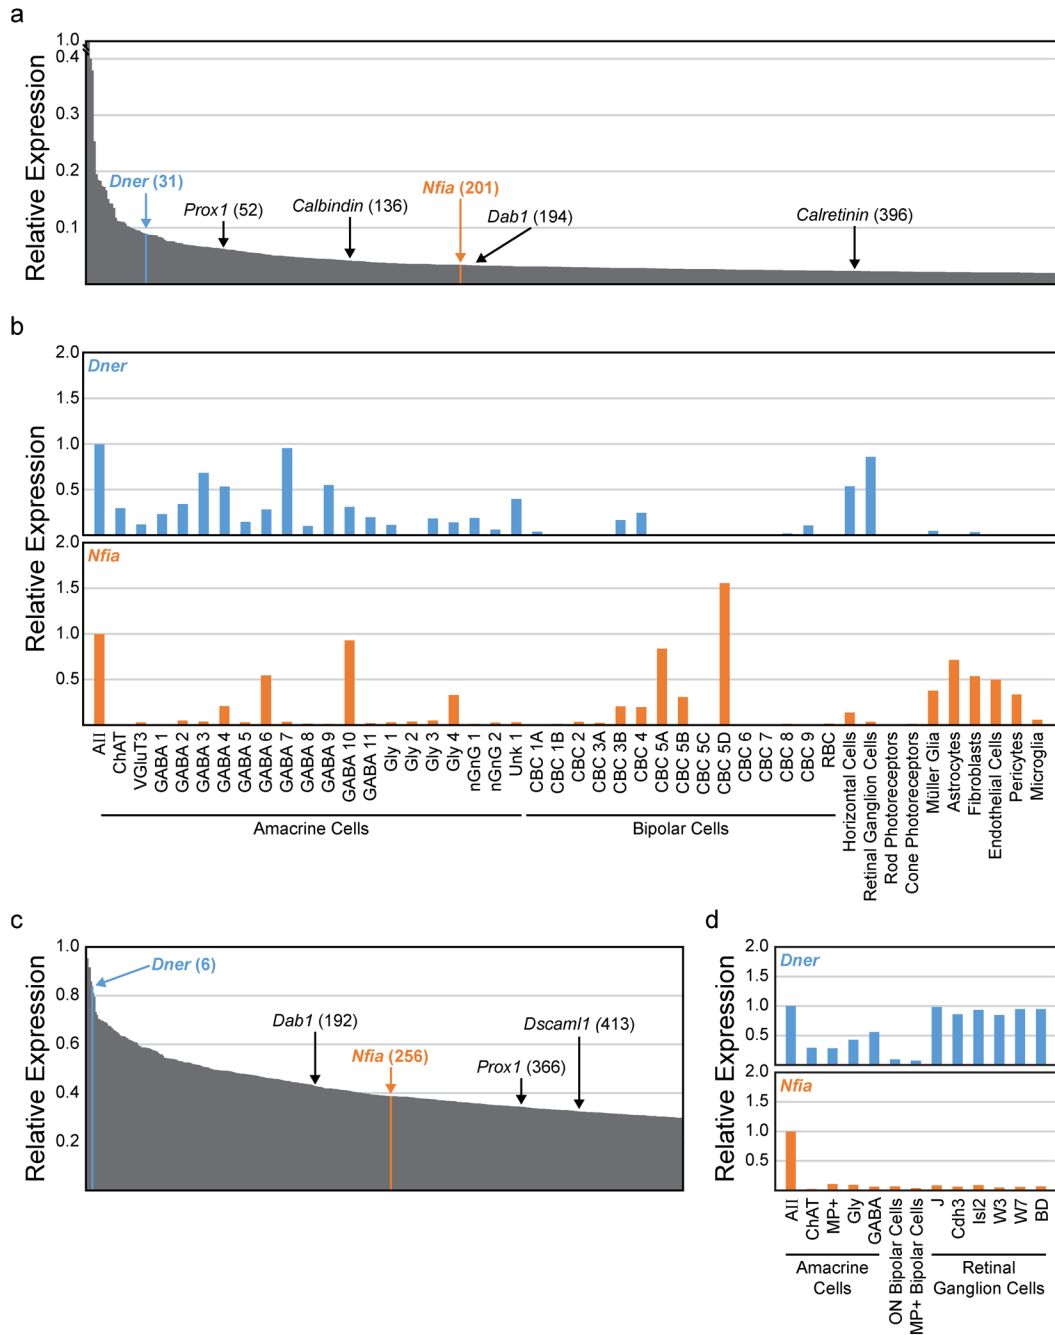 a
Relative Expression
1.0
0.4
0.3
0.2
0.1
Dner (31)
Prox1 (52)
Calbindin (136)
Nfia (201)
Dab1 (194)
Calretinin (396)
b
Relative Expression
2.0
1.5
1.0
0.5
Dner
2.0
1.5
1.0
0.5
Nfia
AII
ChAT
VGluT3
GABA 1
GABA 2
GABA 3
GABA 4
GABA 5
GABA 6
GABA 7
GABA 8
GABA 9
GABA 10
GABA 11
Gly 1
Gly 2
Gly 3
Gly 4
nGnG 1
nGnG 2
Unk 1
CBC 1A
CBC 1B
CBC 2
CBC 3A
CBC 3B
CBC 4
CBC 5A
CBC 5B
CBC 5C
CBC 5D
CBC 6
CBC 7
CBC 8
CBC 9
RBC
Horizontal Cells
Retinal Ganglion Cells
Rod Photoreceptors
Cone Photoreceptors
Müller Glia
Astrocytes
Fibroblasts
Endothelial Cells
Pericytes
Microglia
Amacrine Cells
Bipolar Cells
c
Relative Expression
1.0
0.8
0.6
0.4
0.2
Dner (6)
Dab1 (192)
Nfia (256)
Prox1 (366)
Dscaml1 (413)
d
Relative Expression
2.0
1.5
1.0
0.5
Dner
2.0
1.5
1.0
0.5
Nfia
AII
ChAT
MP+
Gly
GABA
ON Bipolar Cells
MP+ Bipolar Cells
J
Cdh3
Isl2
W3
W7
BD
Amacrine
Cells
Retinal
Ganglion Cells